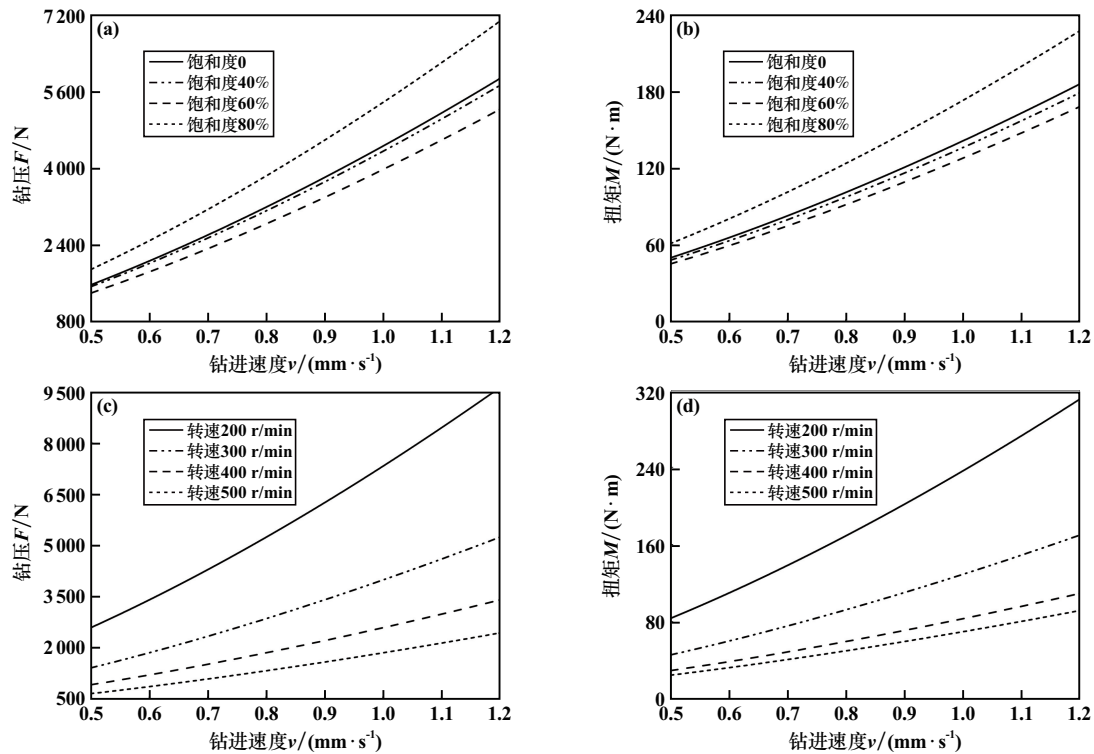 (a)
饱和度0
饱和度40%
饱和度60%
饱和度80%
7 200
5 600
4 000
2 400
800
钻压F/N
0.5 0.6 0.7 0.8 0.9 1.0 1.1 1.2
钻进速度v/(mm·s-1)
(b)
饱和度0
饱和度40%
饱和度60%
饱和度80%
240
180
120
60
0
扭矩M/(N·m)
0.5 0.6 0.7 0.8 0.9 1.0 1.1 1.2
钻进速度v/(mm·s-1)
(c)
转速200 r/min
转速300 r/min
转速400 r/min
转速500 r/min
9 500
8 000
6 500
5 000
3 500
2 000
500
钻压F/N
0.5 0.6 0.7 0.8 0.9 1.0 1.1 1.2
钻进速度v/(mm·s-1)
(d)
转速200 r/min
转速300 r/min
转速400 r/min
转速500 r/min
320
240
160
80
0
扭矩M/(N·m)
0.5 0.6 0.7 0.8 0.9 1.0 1.1 1.2
钻进速度v/(mm·s-1)